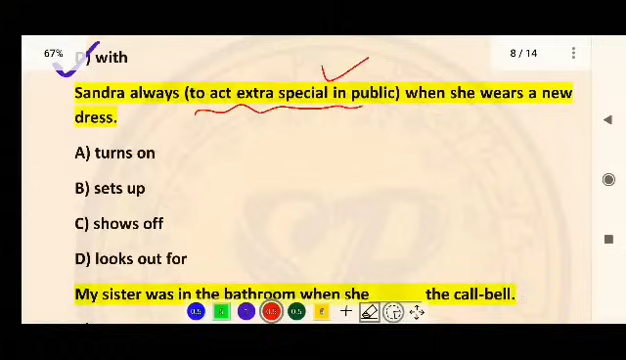 67%
D) with
8 / 14
Sandra always (to act extra special in public) when she wears a new
dress.
A) turns on
B) sets up
C) shows off
D) looks out for
My sister was in the bathroom when she______ the call-bell.